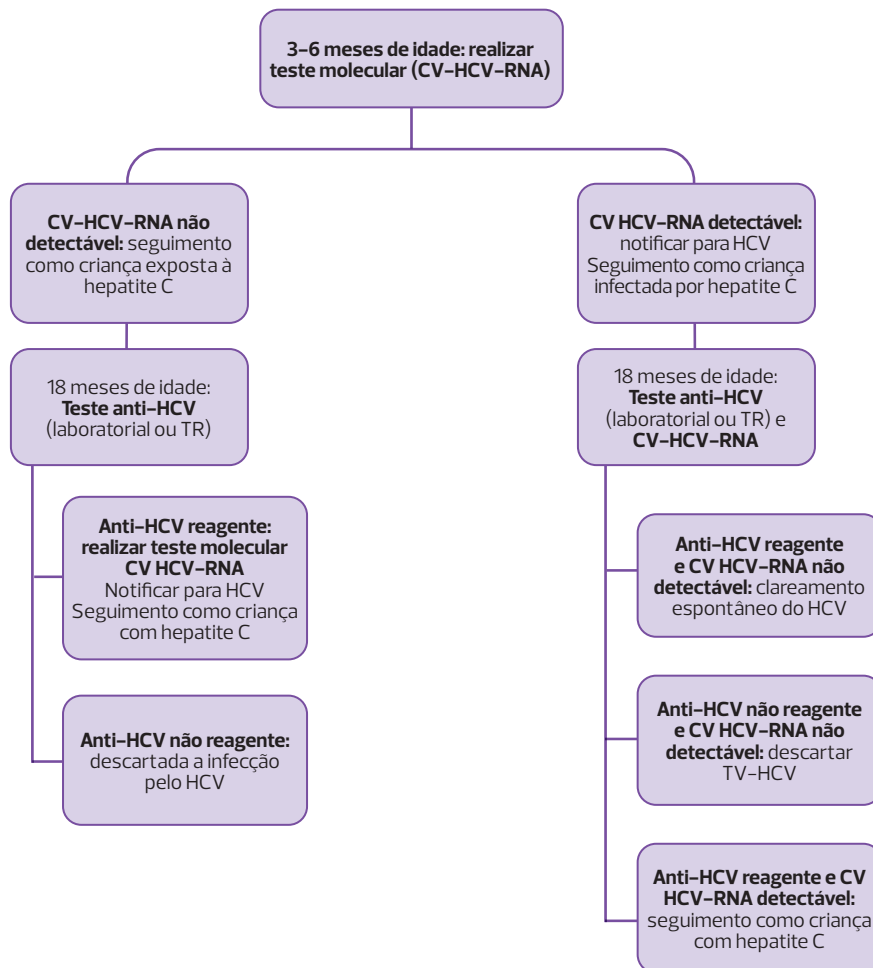 3-6 meses de idade: realizar
teste molecular (CV-HCV-RNA)
CV-HCV-RNA não
detectável: seguimento
como criança exposta à
hepatite C
18 meses de idade:
Teste anti-HCV
(laboratorial ou TR)
Anti-HCV reagente:
realizar teste molecular
CV HCV-RNA
Notificar para HCV
Seguimento como criança
com hepatite C
Anti-HCV não reagente:
descartada a infecção
pelo HCV
CV HCV-RNA detectável:
notificar para HCV
Seguimento como criança
infectada por hepatite C
18 meses de idade:
Teste anti-HCV
(laboratorial ou TR) e
CV-HCV-RNA
Anti-HCV reagente
e CV HCV-RNA não
detectável: clareamento
espontâneo do HCV
Anti-HCV não reagente
e CV HCV-RNA não
detectável: descartar
TV-HCV
Anti-HCV reagente e CV
HCV-RNA detectável:
seguimento como criança
com hepatite C